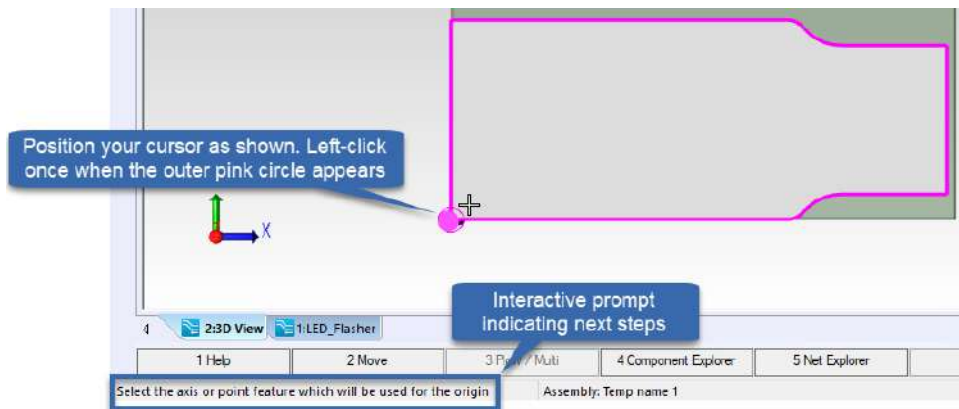 Position your cursor as shown. Left-click
once when the outer pink circle appears
X
Interactive prompt
indicating next steps
4 2:3D View 1:LED_Flasher
1 Help 2 Move 3 / Multi 4 Component Explorer 5 Net Explorer
Select the axis or point feature which will be used for the origin Assembly: Temp name 1